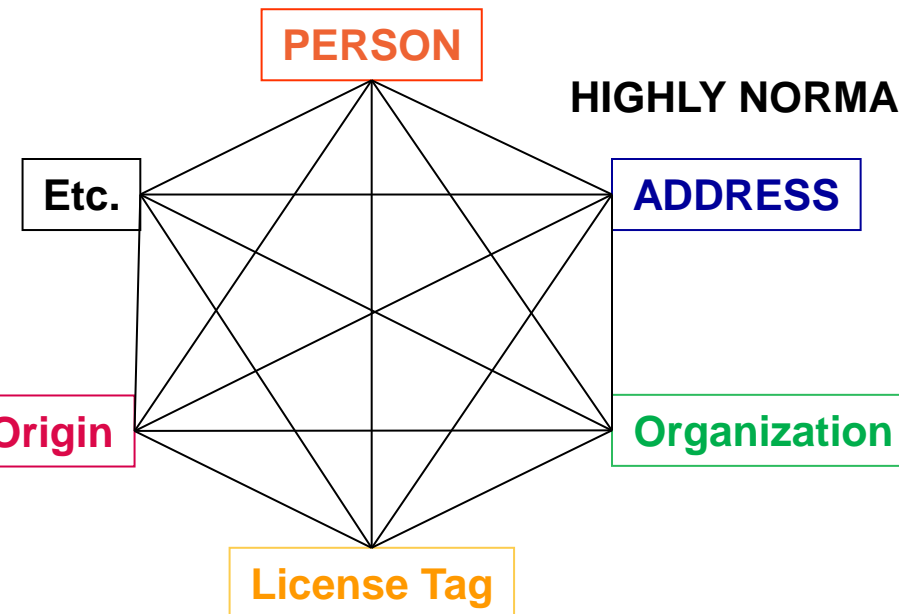 PERSON
HIGHLY NORMA
Etc.
ADDRESS
Origin
Organization
License Tag